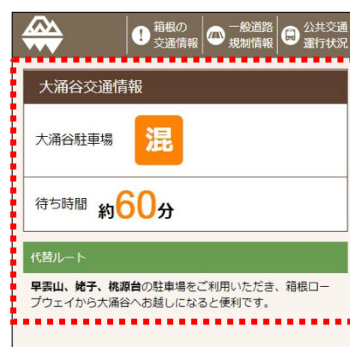 箱根の
交通情報
一般道路
規制情報
公共交通
運行状況
大涌谷交通情報
大涌谷駐車場
混
待ち時間 約60分
代替ルート
早雲山、姥子、桃源台の駐車場をご利用いただき、箱根ロー
プウェイから大涌谷へお越しになると便利です。